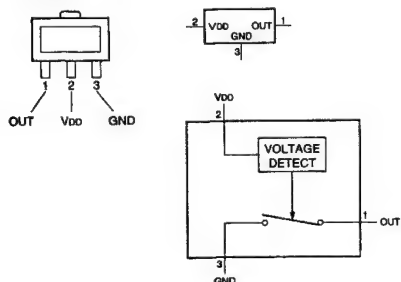 1 2 3
OUT VDD GND
2 VDD OUT 1
GND
3
VDD
2
VOLTAGE
DETECT
1 OUT
3
GND